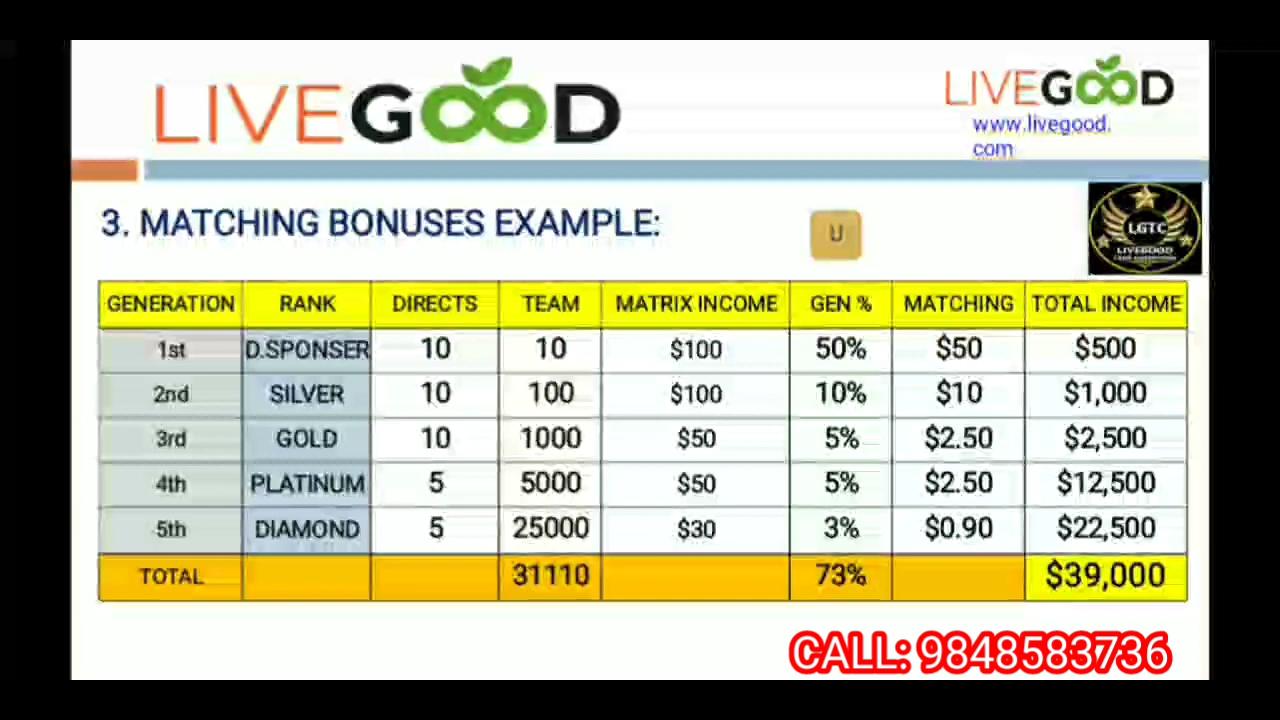 LIVEGOOD
LIVEGOOD
www.livegood.
com
3. MATCHING BONUSES EXAMPLE:
U
LGTC
LIVEGOOD
GENERATION RANK DIRECTS TEAM MATRIX INCOME GEN % MATCHING TOTAL INCOME
1st D.SPONSER 10 10 $100 50% $50 $500
2nd SILVER 10 100 $100 10% $10 $1,000
3rd GOLD 10 1000 $50 5% $2.50 $2,500
4th PLATINUM 5 5000 $50 5% $2.50 $12,500
5th DIAMOND 5 25000 $30 3% $0.90 $22,500
TOTAL 31110 73% $39,000
CALL: 9848583736